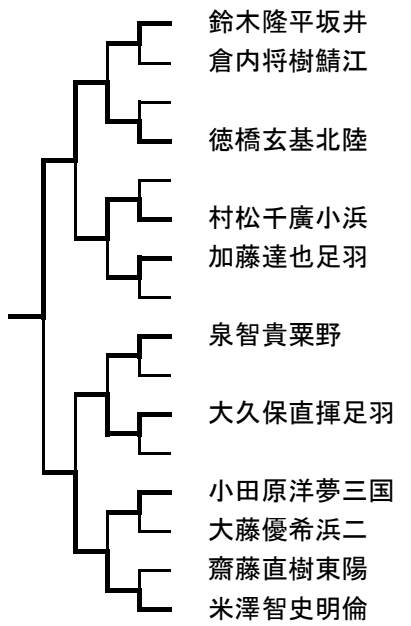 鈴木隆平坂井
倉内将樹鯖江
徳橋玄基北陸
村松千廣小浜
加藤達也足羽
泉智貴粟野
大久保直揮足羽
小田原洋夢三国
大藤優希浜二
齋藤直樹東陽
米澤智史明倫